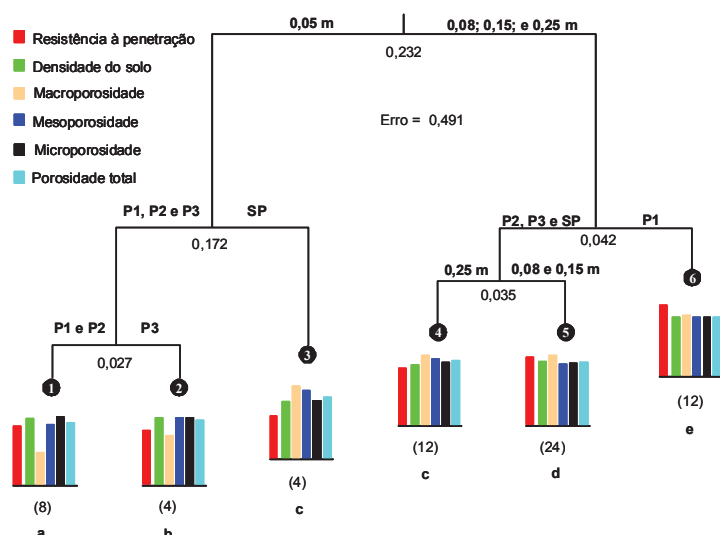 0,05 m
0,08; 0,15; e 0,25 m
0,232
Erro = 0,491
Resistência à penetração
Densidade do solo
Macroporosidade
Mesoporosidade
Microporosidade
Porosidade total
P1, P2 e P3
SP
0,172
P2, P3 e SP
P1
0,042
0,25 m
0,08 e 0,15 m
0,035
P1 e P2
P3
0,027
1
2
3
4
5
6
(8)
(4)
(4)
(12)
(24)
(12)
a
b
c
c
d
e